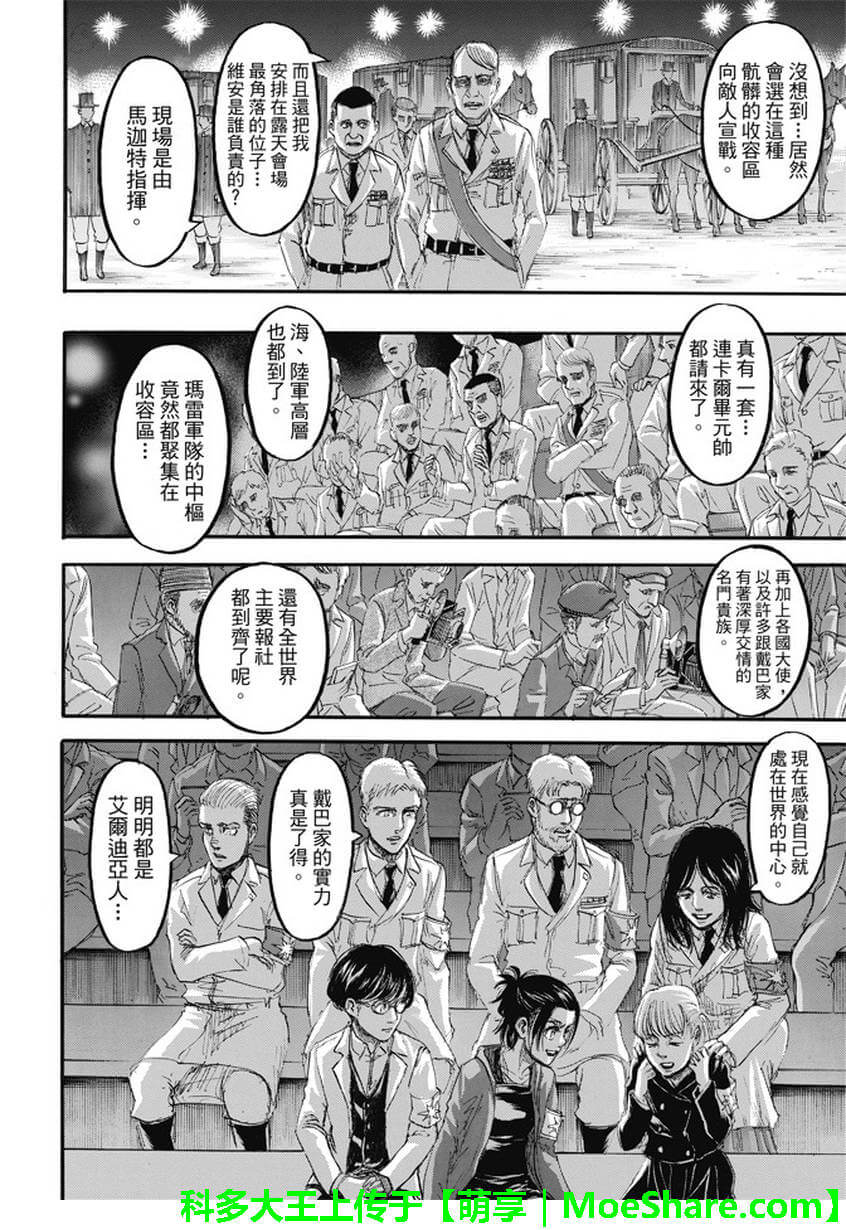 沒想到…居然
會選在這種
骯髒的收容區
向敵人宣戰。
而且還把我
安排在露天會場
最角落的位子…
維安是誰負責的？
現場是由
馬迦特指揮。
真有一套…
連卡爾畢元帥
都請來了。
海、陸軍高層
也都到了。
瑪雷軍隊的中樞
竟然都聚集在
收容區…
再加上各國大使，
以及許多跟戴巴家
有著深厚交情的
名門貴族。
還有全世界
主要報社
都到齊了呢。
現在感覺自己就
處在世界的中心。
戴巴家的實力
真是了得。
明明都是
艾爾迪亞人…
科多大王上传于【萌享｜MoeShare.com】